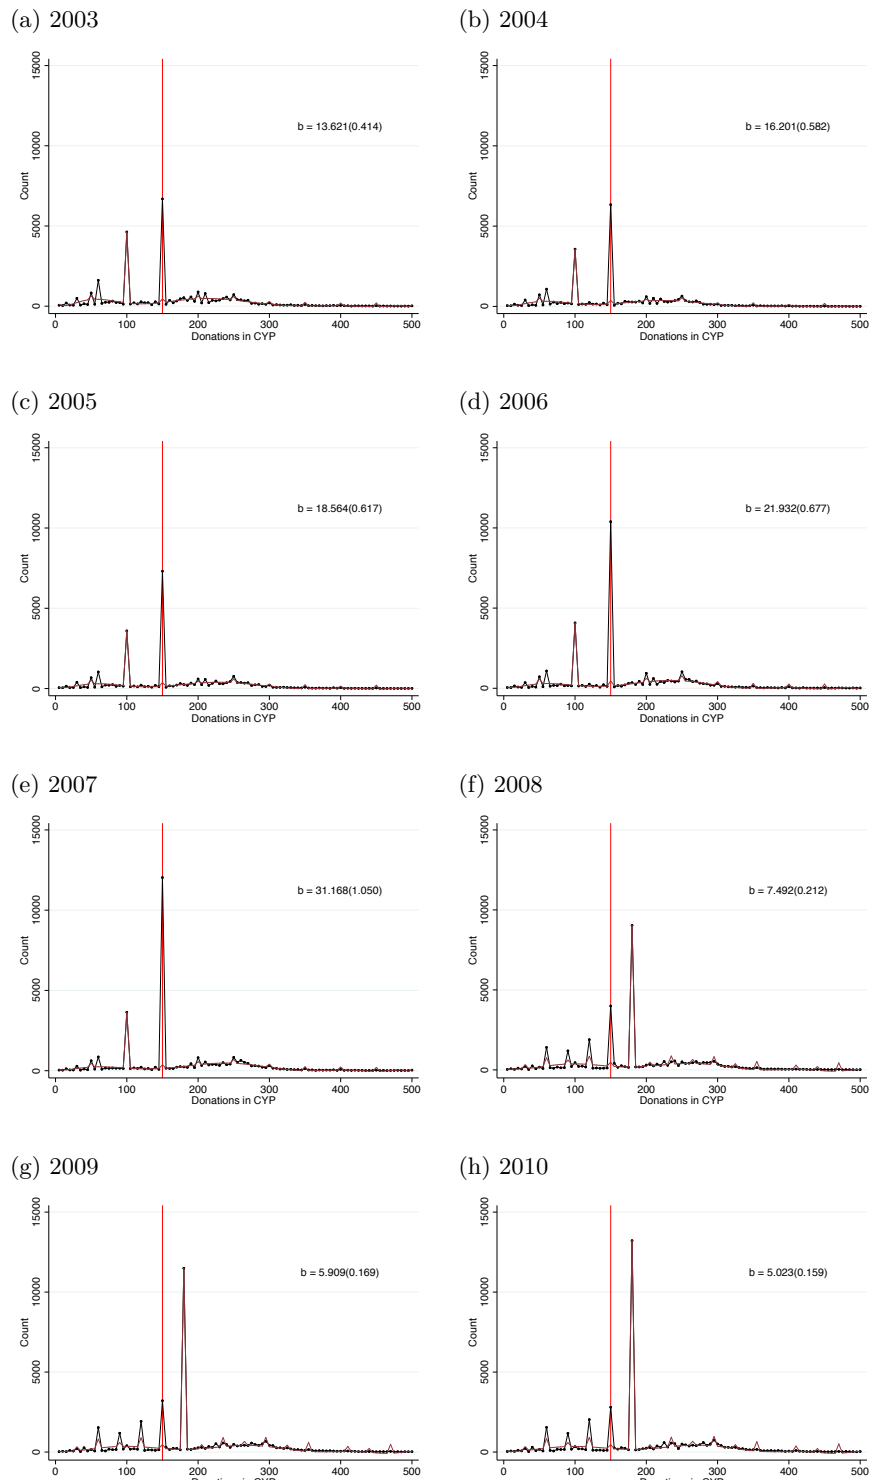 (a) 2003
15000
10000
5000
0
Count
b = 13.621(0.414)
0 100 200 300 400 500
Donations in CYP
(b) 2004
15000
10000
5000
0
Count
b = 16.201(0.582)
0 100 200 300 400 500
Donations in CYP
(c) 2005
15000
10000
5000
0
Count
b = 18.564(0.617)
0 100 200 300 400 500
Donations in CYP
(d) 2006
15000
10000
5000
0
Count
b = 21.932(0.677)
0 100 200 300 400 500
Donations in CYP
(e) 2007
15000
10000
5000
0
Count
b = 31.168(1.050)
0 100 200 300 400 500
Donations in CYP
(f) 2008
15000
10000
5000
0
Count
b = 7.492(0.212)
0 100 200 300 400 500
Donations in CYP
(g) 2009
15000
10000
5000
0
Count
b = 5.909(0.169)
0 100 200 300 400 500
Donations in CYP
(h) 2010
15000
10000
5000
0
Count
b = 5.023(0.159)
0 100 200 300 400 500
Donations in CYP